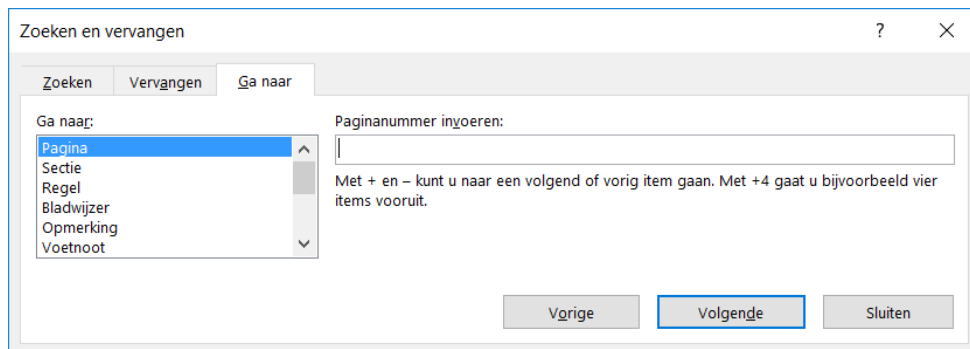 Zoeken en vervangen ?
Zoeken Vervangen Ga naar
Ga naar:
Pagina
Sectie
Regel
Bladwijzer
Opmerking
Voetnoot
Paginanummer invoeren:
Met + en – kunt u naar een volgend of vorig item gaan. Met +4 gaat u bijvoorbeeld vier
items vooruit.
Vorige Volgende Sluiten